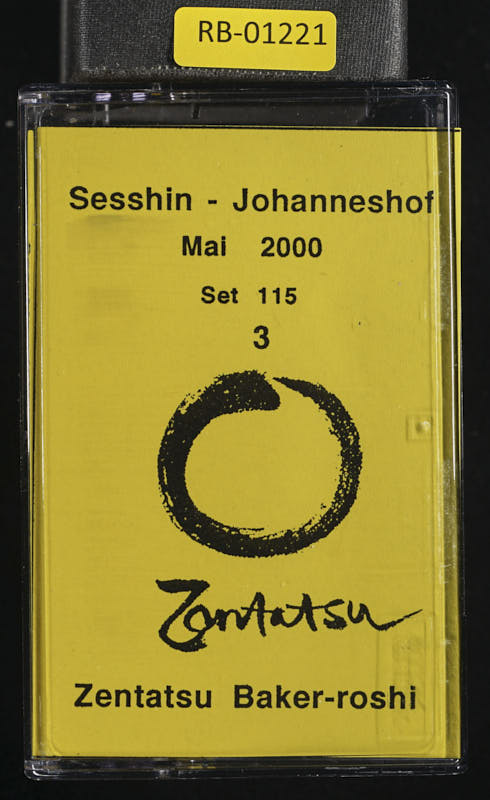 RB-01221
Sesshin - Johanneshof
Mai 2000
Set 115
3
Zentatsu
Zentatsu Baker-roshi